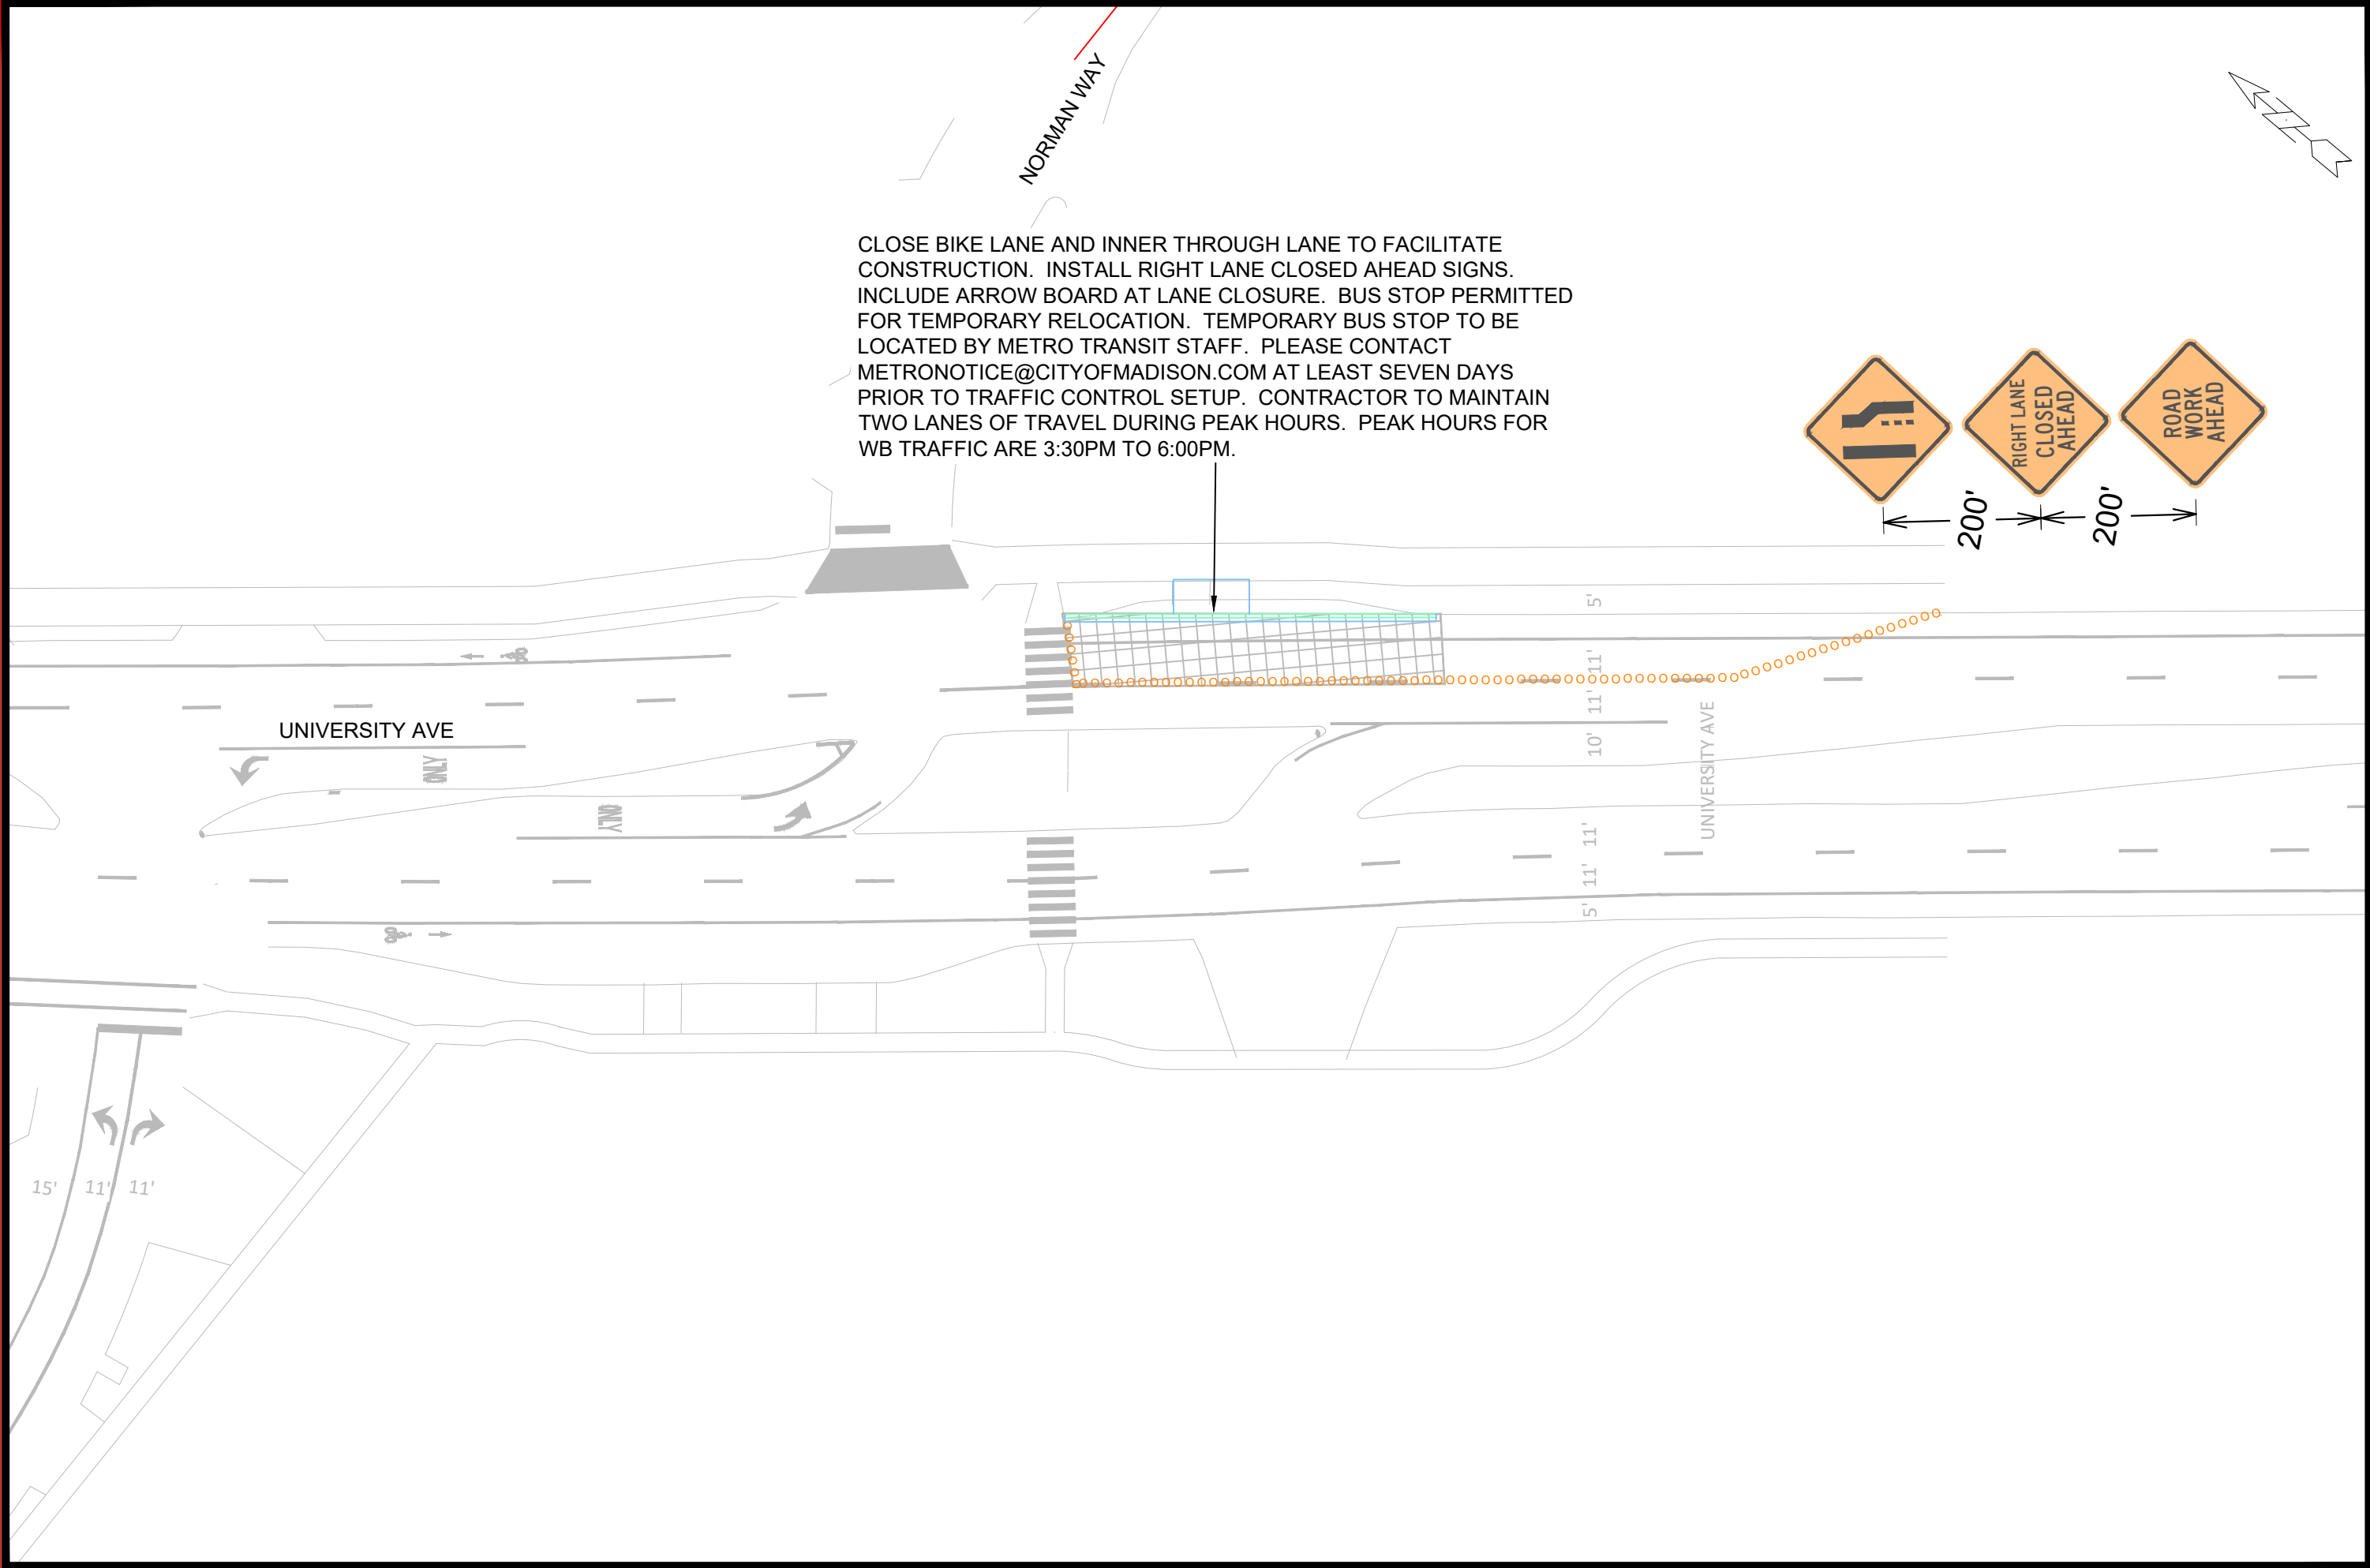 NORMAN WAY
CLOSE BIKE LANE AND INNER THROUGH LANE TO FACILITATE
CONSTRUCTION.  INSTALL RIGHT LANE CLOSED AHEAD SIGNS.
INCLUDE ARROW BOARD AT LANE CLOSURE.  BUS STOP PERMITTED
FOR TEMPORARY RELOCATION.  TEMPORARY BUS STOP TO BE
LOCATED BY METRO TRANSIT STAFF.  PLEASE CONTACT
METRONOTICE@CITYOFMADISON.COM AT LEAST SEVEN DAYS
PRIOR TO TRAFFIC CONTROL SETUP.  CONTRACTOR TO MAINTAIN
TWO LANES OF TRAVEL DURING PEAK HOURS.  PEAK HOURS FOR
WB TRAFFIC ARE 3:30PM TO 6:00PM.
RIGHT LANE
CLOSED
AHEAD
ROAD
WORK
AHEAD
200'
200'
5'
11'
11'
10'
UNIVERSITY AVE
UNIVERSITY AVE
ONLY
ONLY
11'
11'
5'
15'
11'
11'